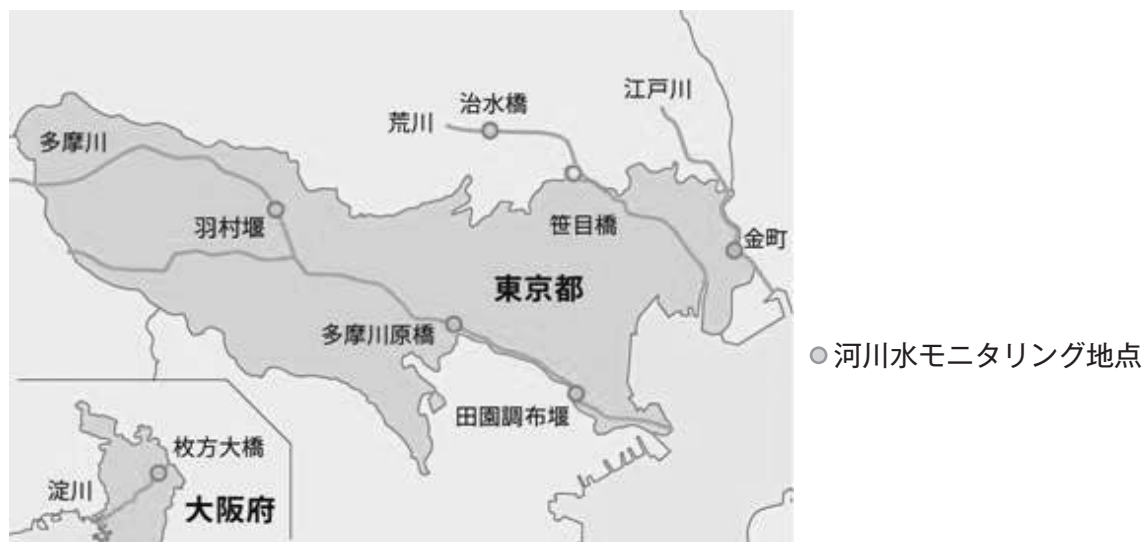 江戸川
治水橋
荒川
多摩川
羽村堰
笹目橋
金町
東京都
多摩川原橋
河川水モニタリング地点
田園調布堰
枚方大橋
淀川
大阪府